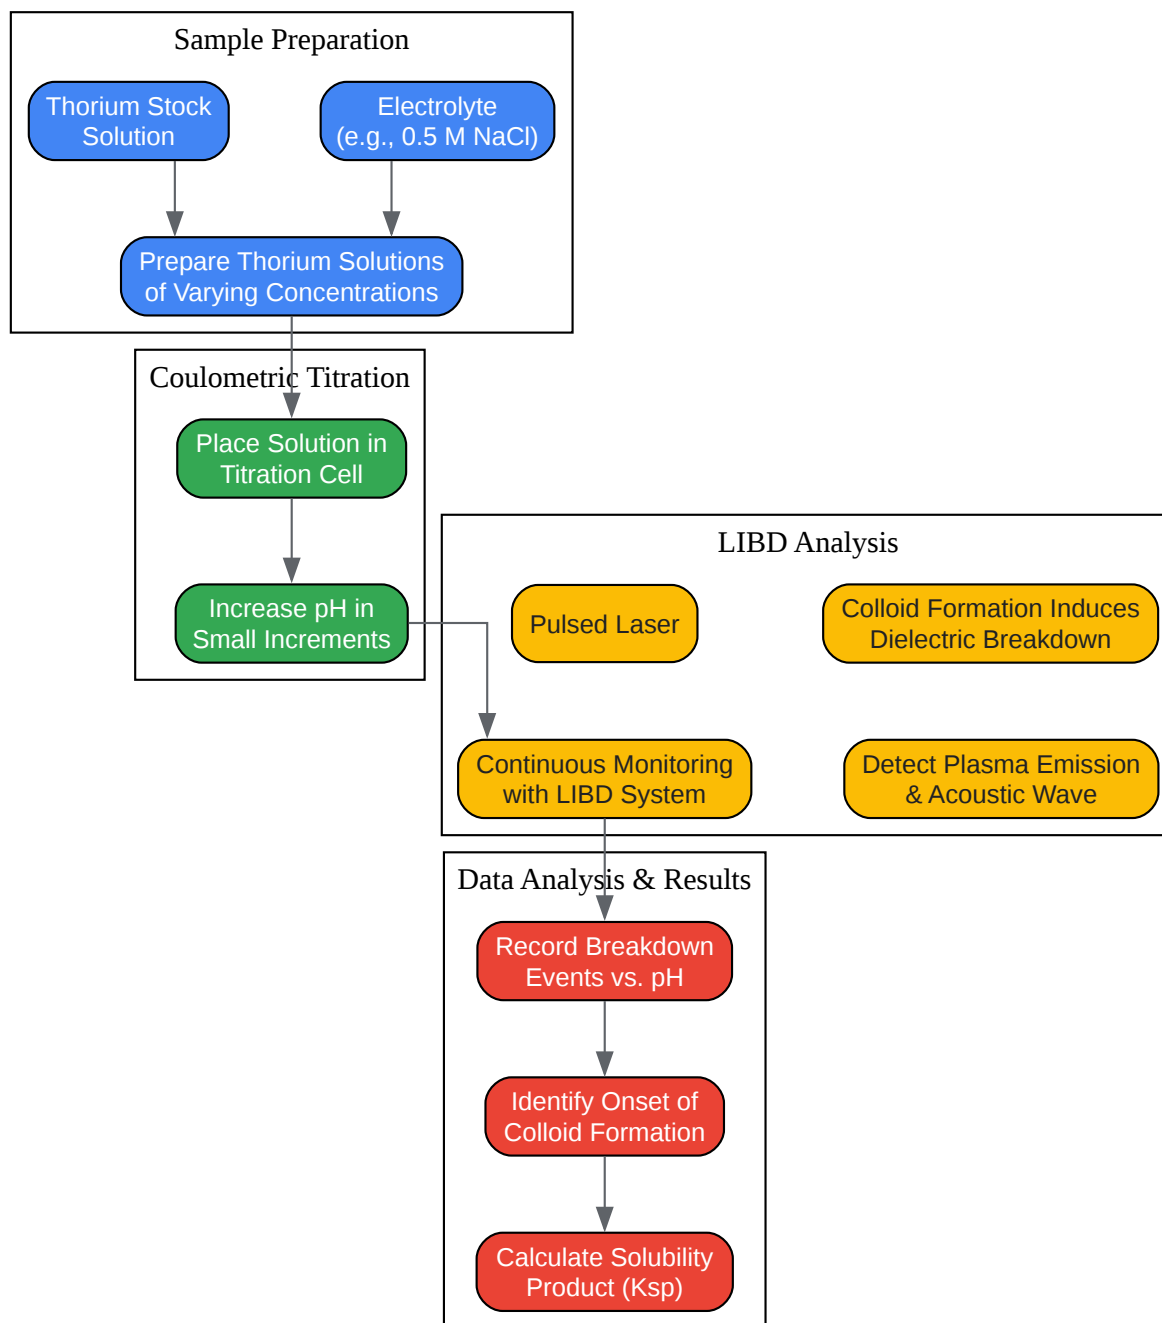 Sample Preparation
Thorium Stock
Solution
Electrolyte
(e.g., 0.5 M NaCl)
Prepare Thorium Solutions
of Varying Concentrations
Coulometric Titration
Place Solution in
Titration Cell
Increase pH in
Small Increments
LIBD Analysis
Pulsed Laser
Colloid Formation Induces
Dielectric Breakdown
Continuous Monitoring
with LIBD System
Detect Plasma Emission
& Acoustic Wave
Data Analysis & Results
Record Breakdown
Events vs. pH
Identify Onset of
Colloid Formation
Calculate Solubility
Product (Ksp)